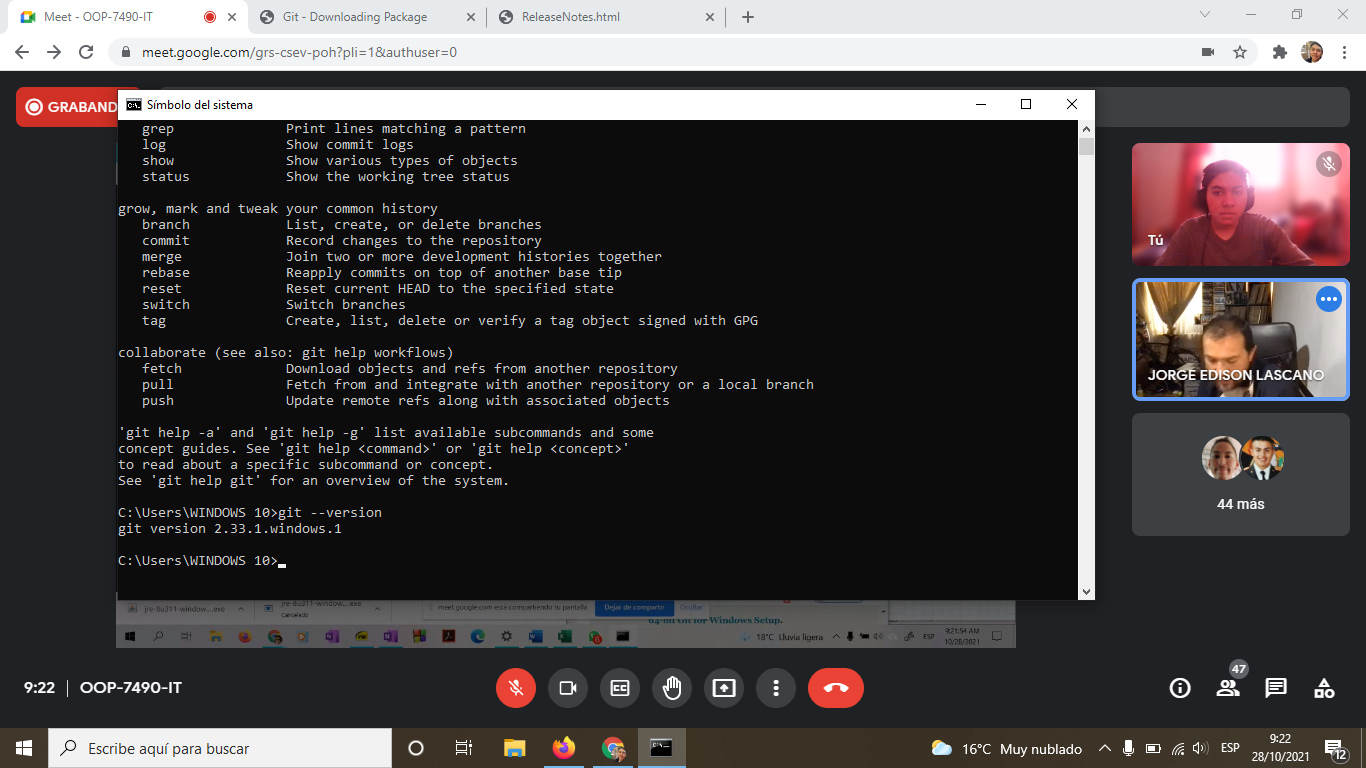 Meet - OOP-7490-IT
Git - Downloading Package
ReleaseNotes.html
meet.google.com/grs-csev-poh?pli=1&authuser=0
GRABAND
Símbolo del sistema
grep Print lines matching a pattern
log Show commit logs
show Show various types of objects
status Show the working tree status
grow, mark and tweak your common history
branch List, create, or delete branches
commit Record changes to the repository
merge Join two or more development histories together
rebase Reapply commits on top of another base tip
reset Reset current HEAD to the specified state
switch Switch branches
tag Create, list, delete or verify a tag object signed with GPG
collaborate (see also: git help workflows)
fetch Download objects and refs from another repository
pull Fetch from and integrate with another repository or a local branch
push Update remote refs along with associated objects
'git help -a' and 'git help -g' list available subcommands and some
concept guides. See 'git help <command>' or 'git help <concept>'
to read about a specific subcommand or concept.
See 'git help git' for an overview of the system.
C:\Users\WINDOWS 10>git --version
git version 2.33.1.windows.1
C:\Users\WINDOWS 10>
Tú
JORGE EDISON LASCANO
44 más
jre-8u311-window....exe
jre-8u311-window....exe
Cancelado
meet.google.com está compartiendo tu pantalla.
Dejar de compartir
Ocultar
64-bit Git for Windows Setup.
18°C Lluvia ligera
ESP
9:21:54 AM
10/28/2021
9:22 | OOP-7490-IT
47
Escribe aquí para buscar
16°C Muy nublado
ESP
9:22
28/10/2021
12